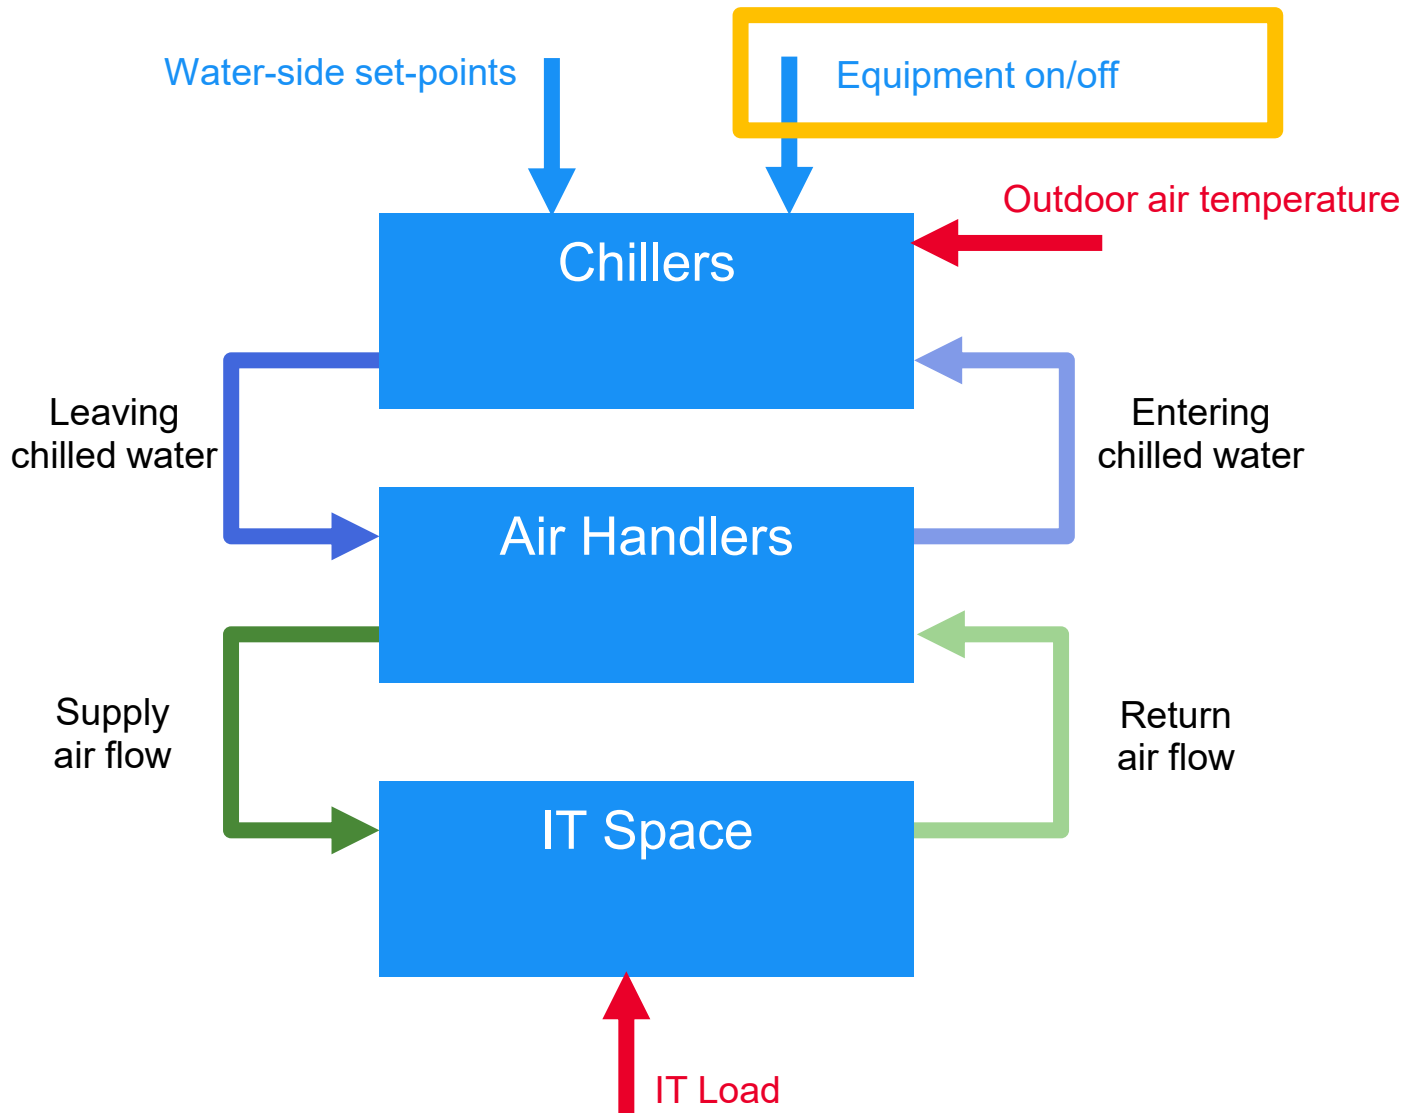 Water-side set-points
Equipment on/off
Outdoor air temperature
Chillers
Leaving
chilled water
Entering
chilled water
Air Handlers
Supply
air flow
Return
air flow
IT Space
IT Load